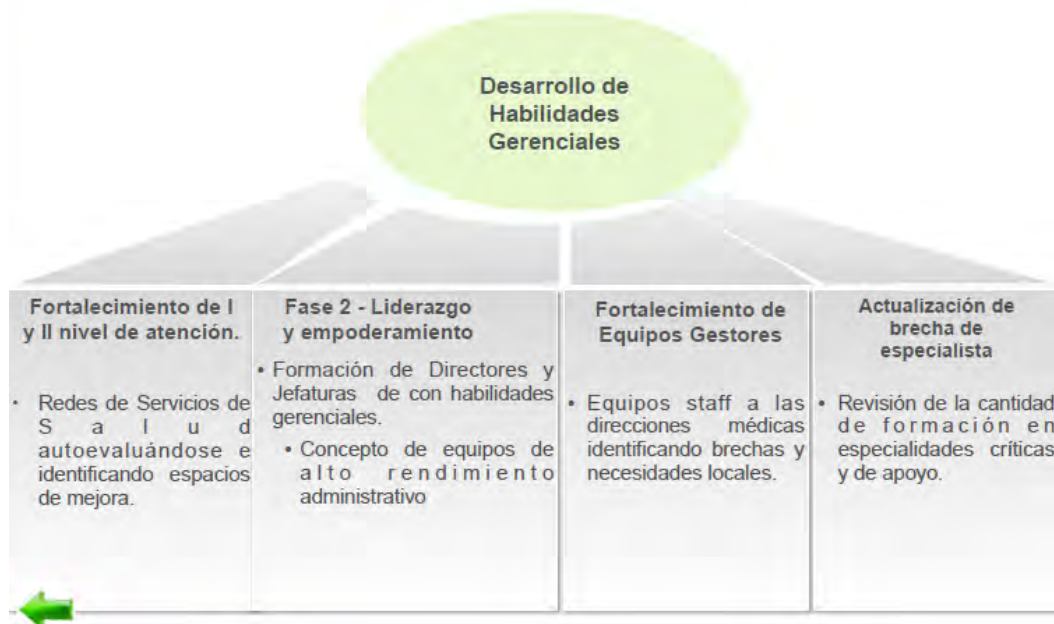 Desarrollo de
Habilidades
Gerenciales
Fortalecimiento de I
y II nivel de atención.
• Redes de Servicios de
S a l u d
autoevaluándose e
identificando espacios
de mejora.
Fase 2 - Liderazgo
y empoderamiento
• Formación de Directores y
Jefaturas de con habilidades
gerenciales.
• Concepto de equipos de
alto rendimiento
administrativo
Fortalecimiento de
Equipos Gestores
• Equipos staff a las
direcciones médicas
identificando brechas y
necesidades locales.
Actualización de
brecha de
especialista
• Revisión de la cantidad
de formación en
especialidades críticas
y de apoyo.